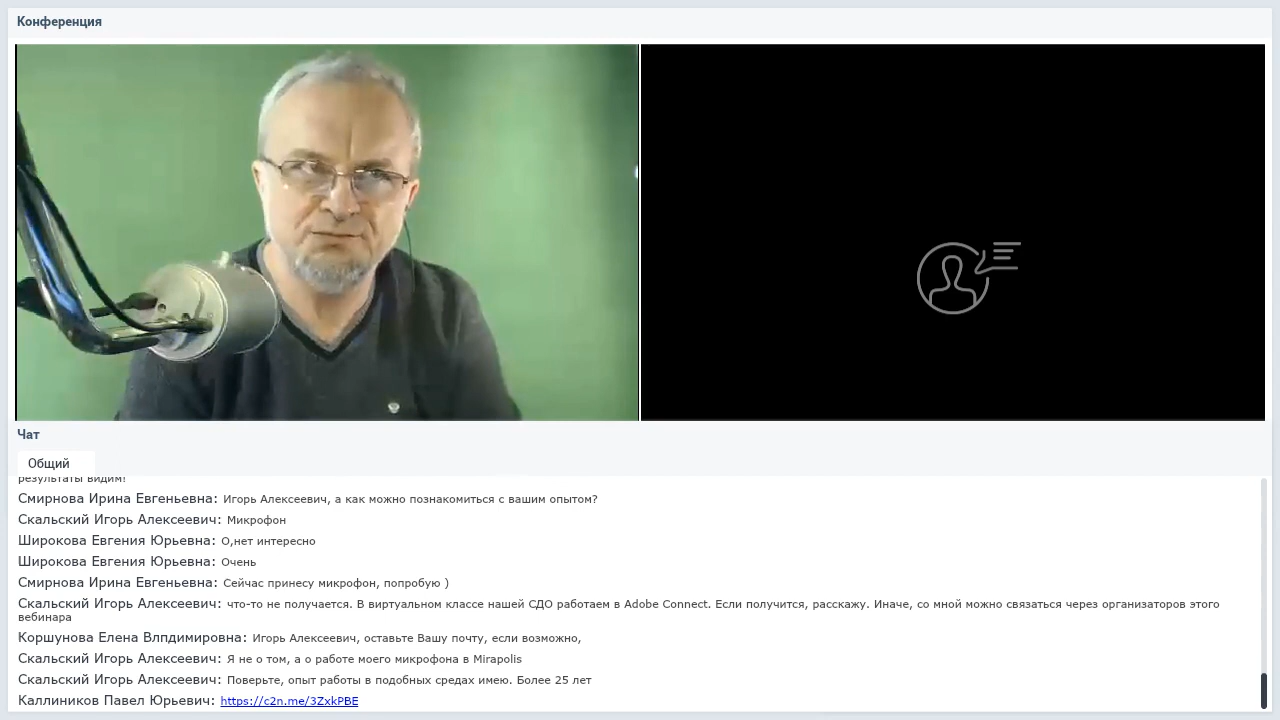 Конференция
Чат
Общий
результаты видим!
Смирнова Ирина Евгеньевна: Игорь Алексеевич, а как можно познакомиться с вашим опытом?
Скальский Игорь Алексеевич: Микрофон
Широкова Евгения Юрьевна: О,нет интересно
Широкова Евгения Юрьевна: Очень
Смирнова Ирина Евгеньевна: Сейчас принесу микрофон, попробую )
Скальский Игорь Алексеевич: что-то не получается. В виртуальном классе нашей СДО работаем в Adobe Connect. Если получится, расскажу. Иначе, со мной можно связаться через организаторов этого
вебинара
Коршунова Елена Влпдимировна: Игорь Алексеевич, оставьте Вашу почту, если возможно,
Скальский Игорь Алексеевич: Я не о том, а о работе моего микрофона в Mirapolis
Скальский Игорь Алексеевич: Поверьте, опыт работы в подобных средах имею. Более 25 лет
Каллиников Павел Юрьевич: https://c2n.me/3ZxkPBE